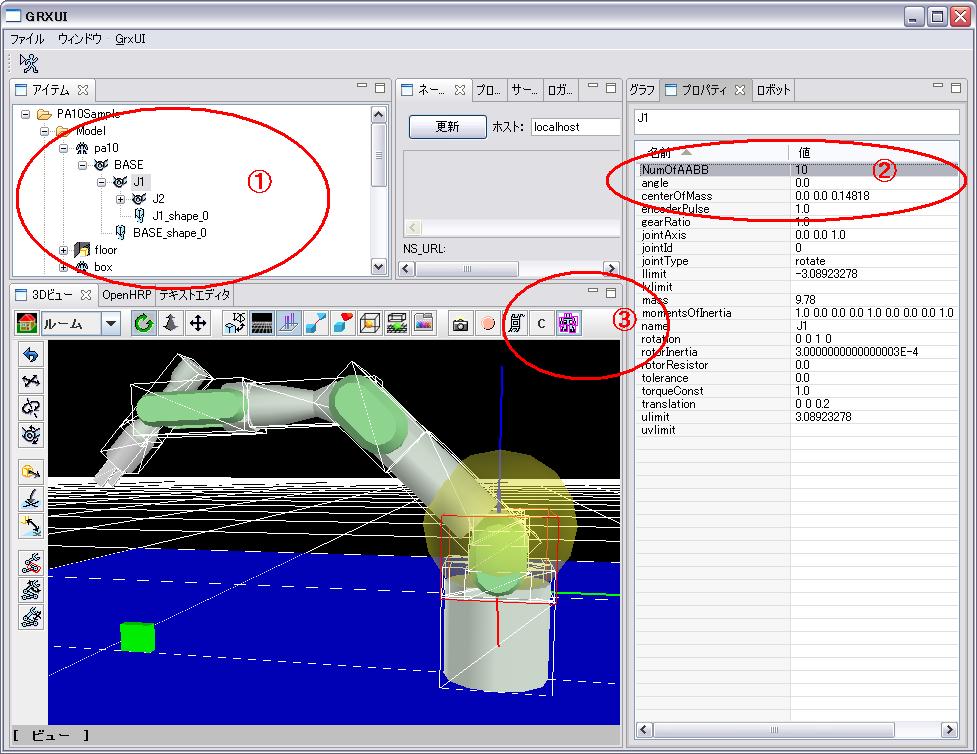 GRXUI
ファイル ウィンドウ GrxUI
アイテム
PA10Sample
Model
pa10
BASE
J1
J2
J1_shape_0
BASE_shape_0
floor
box
①
ネー... プロ... サー... ロガ...
更新 ホスト: localhost
NS_URL:
グラフ プロパティ ロボット
J1
名前 値
②
NumOfAABB 10
angle 0.0
centerOfMass 0.0 0.0 0.14818
encoderPulse 1.0
gearRatio 1.0
jointAxis 0.0 0.0 1.0
jointId 0
jointType rotate
llimit -3.08923278
lvlimit
mass 9.78
momentsOfInertia 1.0 0.0 0.0 0.0 1.0 0.0 0.0 0.0 1.0
name J1
rotation 0 0 1 0
rotorInertia 3.0000000000000003E-4
rotorResistor 0.0
tolerance 0.0
torqueConst 1.0
translation 0 0 0.2
ulimit 3.08923278
uvlimit
3Dビュー OpenHRP テキストエディタ
ルーム
C
③
[ ビュー ]